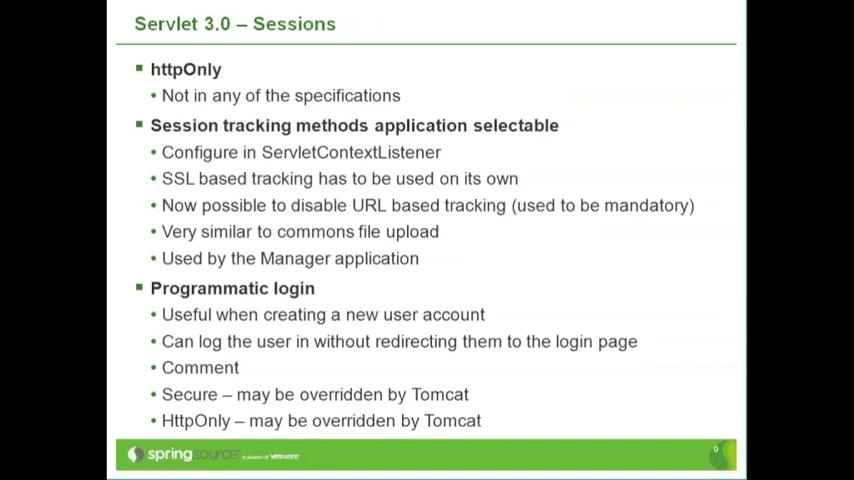 Servlet 3.0 – Sessions
httpOnly
Not in any of the specifications
Session tracking methods application selectable
Configure in ServletContextListener
SSL based tracking has to be used on its own
Now possible to disable URL based tracking (used to be mandatory)
Very similar to commons file upload
Used by the Manager application
Programmatic login
Useful when creating a new user account
Can log the user in without redirecting them to the login page
Comment
Secure – may be overridden by Tomcat
HttpOnly – may be overridden by Tomcat
springsource A division of vmware
9